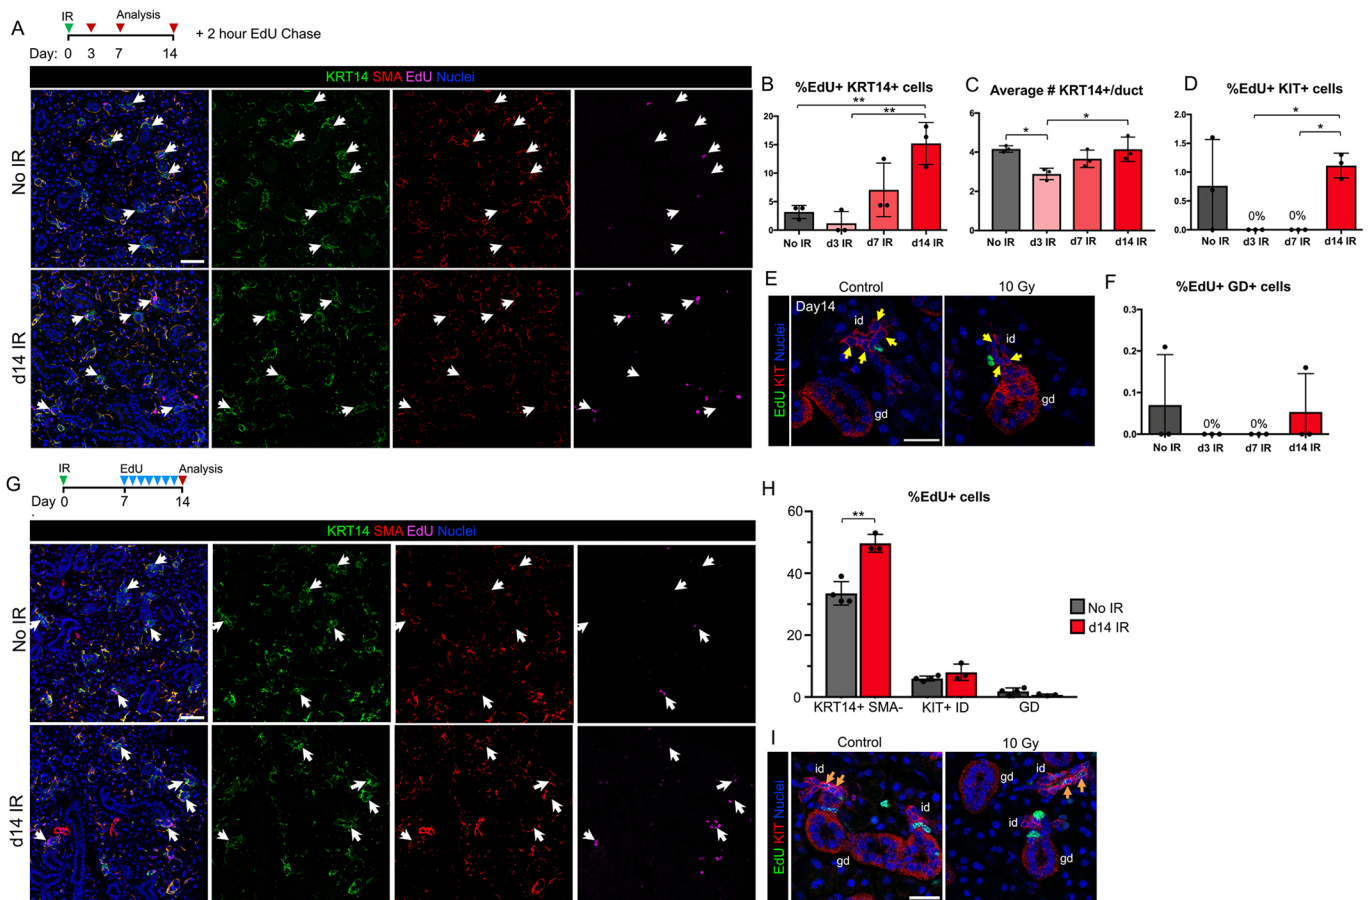 A
IR
Analysis
+ 2 hour EdU Chase
Day: 0 3 7 14
KRT14 SMA EdU Nuclei
No IR
d14 IR
B
%EdU+ KRT14+ cells
**
**
20
15
10
5
0
No IR d3 IR d7 IR d14 IR
C
Average # KRT14+/duct
*
*
6
4
2
0
No IR d3 IR d7 IR d14 IR
D
%EdU+ KIT+ cells
*
*
2.0
1.5
1.0
0.5
0.0
0% 0%
No IR d3 IR d7 IR d14 IR
E
Control 10 Gy
EdU KIT Nuclei
Day14
id
gd
id
gd
F
%EdU+ GD+ cells
0.3
0.2
0.1
0.0
0% 0%
No IR d3 IR d7 IR d14 IR
G
IR EdU Analysis
Day 0 7 14
KRT14 SMA EdU Nuclei
No IR
d14 IR
H
%EdU+ cells
**
60
40
20
0
KRT14+ SMA- KIT+ ID GD
No IR
d14 IR
I
Control 10 Gy
EdU KIT Nuclei
id
id
gd
gd
id
id
gd